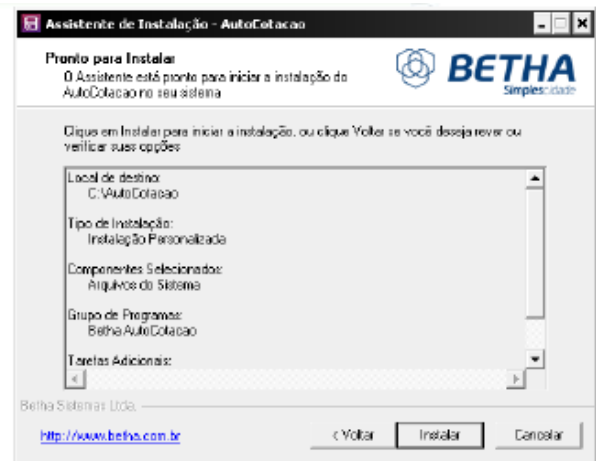 Assistente de Instalação - AutoCotacao
Pronto para Instalar
O Assistente está pronto para iniciar a instalação do
AutoCotacao no seu sistema
BETHA
Simplescidade
Clique em Instalar para iniciar a instalação, ou clique Voltar se você deseja rever ou
verificar suas opções
Local de destino:
C:\AutoCotacao
Tipo de Instalação:
Instalação Personalizada
Componentes Selecionados:
Arquivos do Sistema
Grupo de Programas:
Betha AutoCotacao
Tarefas Adicionais:
Betha Sistemas Ltda.
http://www.betha.com.br
< Voltar
Instalar
Cancelar